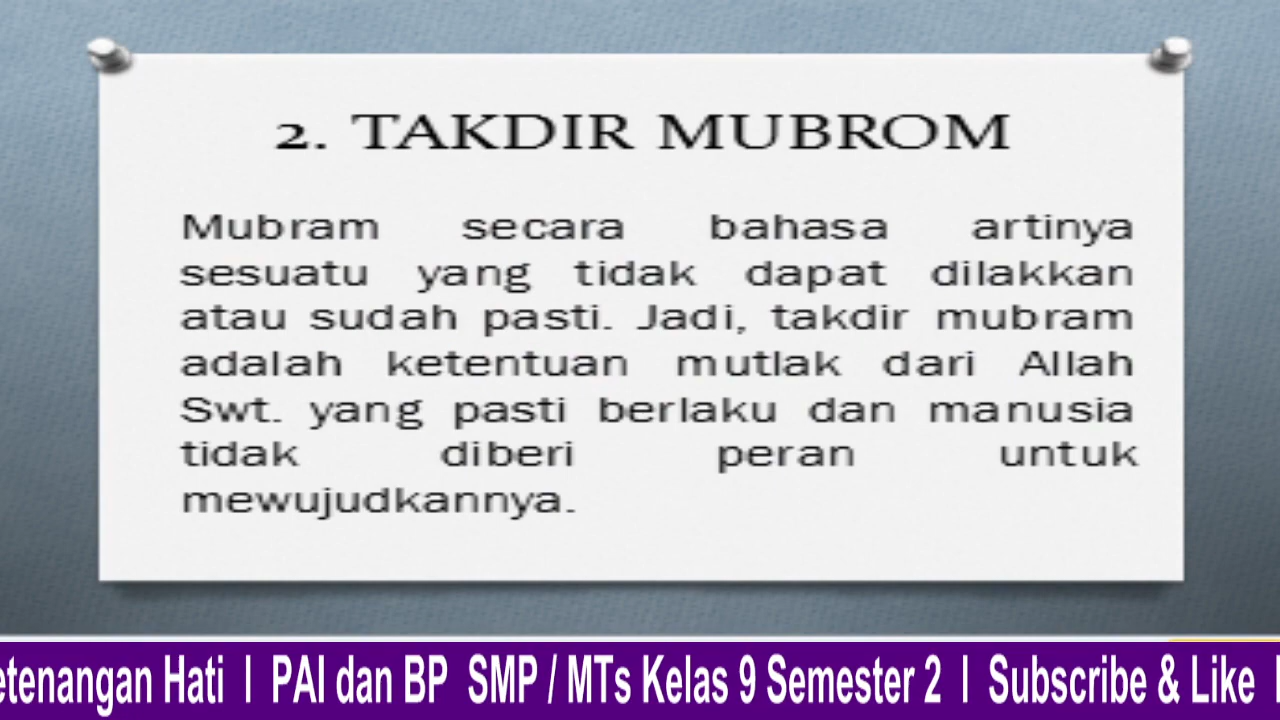 2. TAKDIR MUBROM
Mubram secara bahasa artinya
sesuatu yang tidak dapat dilakkan
atau sudah pasti. Jadi, takdir mubram
adalah ketentuan mutlak dari Allah
Swt. yang pasti berlaku dan manusia
tidak diberi peran untuk
mewujudkannya.
etenangan Hati I PAI dan BP SMP / MTs Kelas 9 Semester 2 I Subscribe & Like